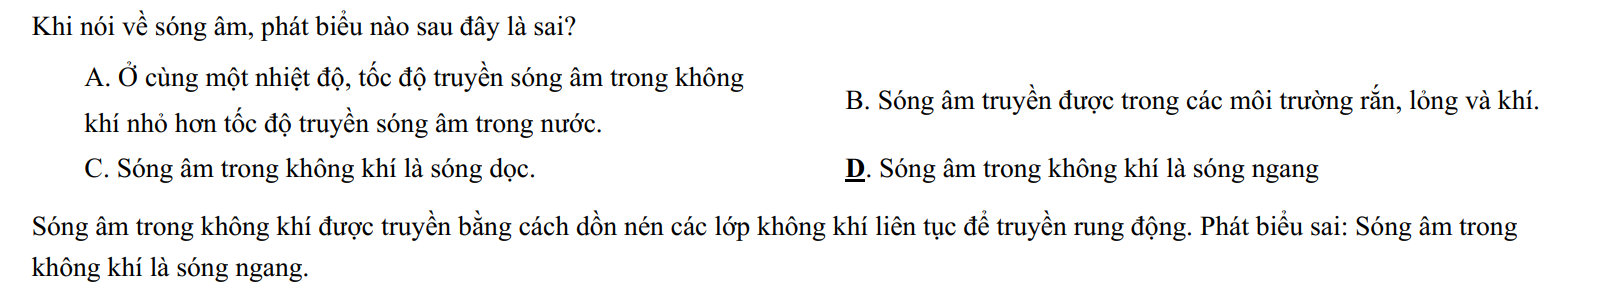 Khi nói về sóng âm, phát biểu nào sau đây là sai?
A. Ở cùng một nhiệt độ, tốc độ truyền sóng âm trong không
khí nhỏ hơn tốc độ truyền sóng âm trong nước.
B. Sóng âm truyền được trong các môi trường rắn, lỏng và khí.
C. Sóng âm trong không khí là sóng dọc.
D. Sóng âm trong không khí là sóng ngang
Sóng âm trong không khí được truyền bằng cách dồn nén các lớp không khí liên tục để truyền rung động. Phát biểu sai: Sóng âm trong
không khí là sóng ngang.